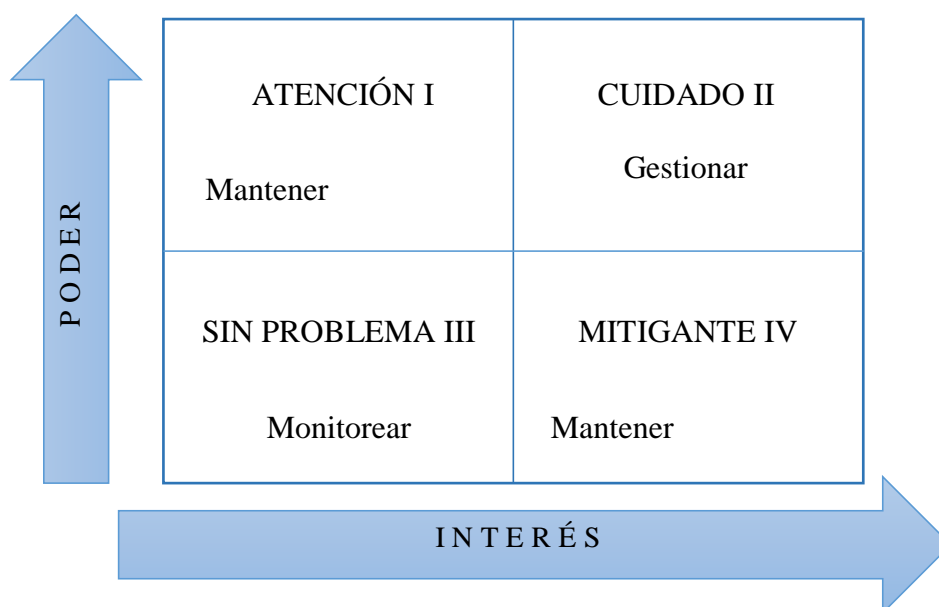 ATENCIÓN I
Mantener
CUIDADO II
Gestionar
PODER
SIN PROBLEMA III
Monitorear
MITIGANTE IV
Mantener
INTERÉS